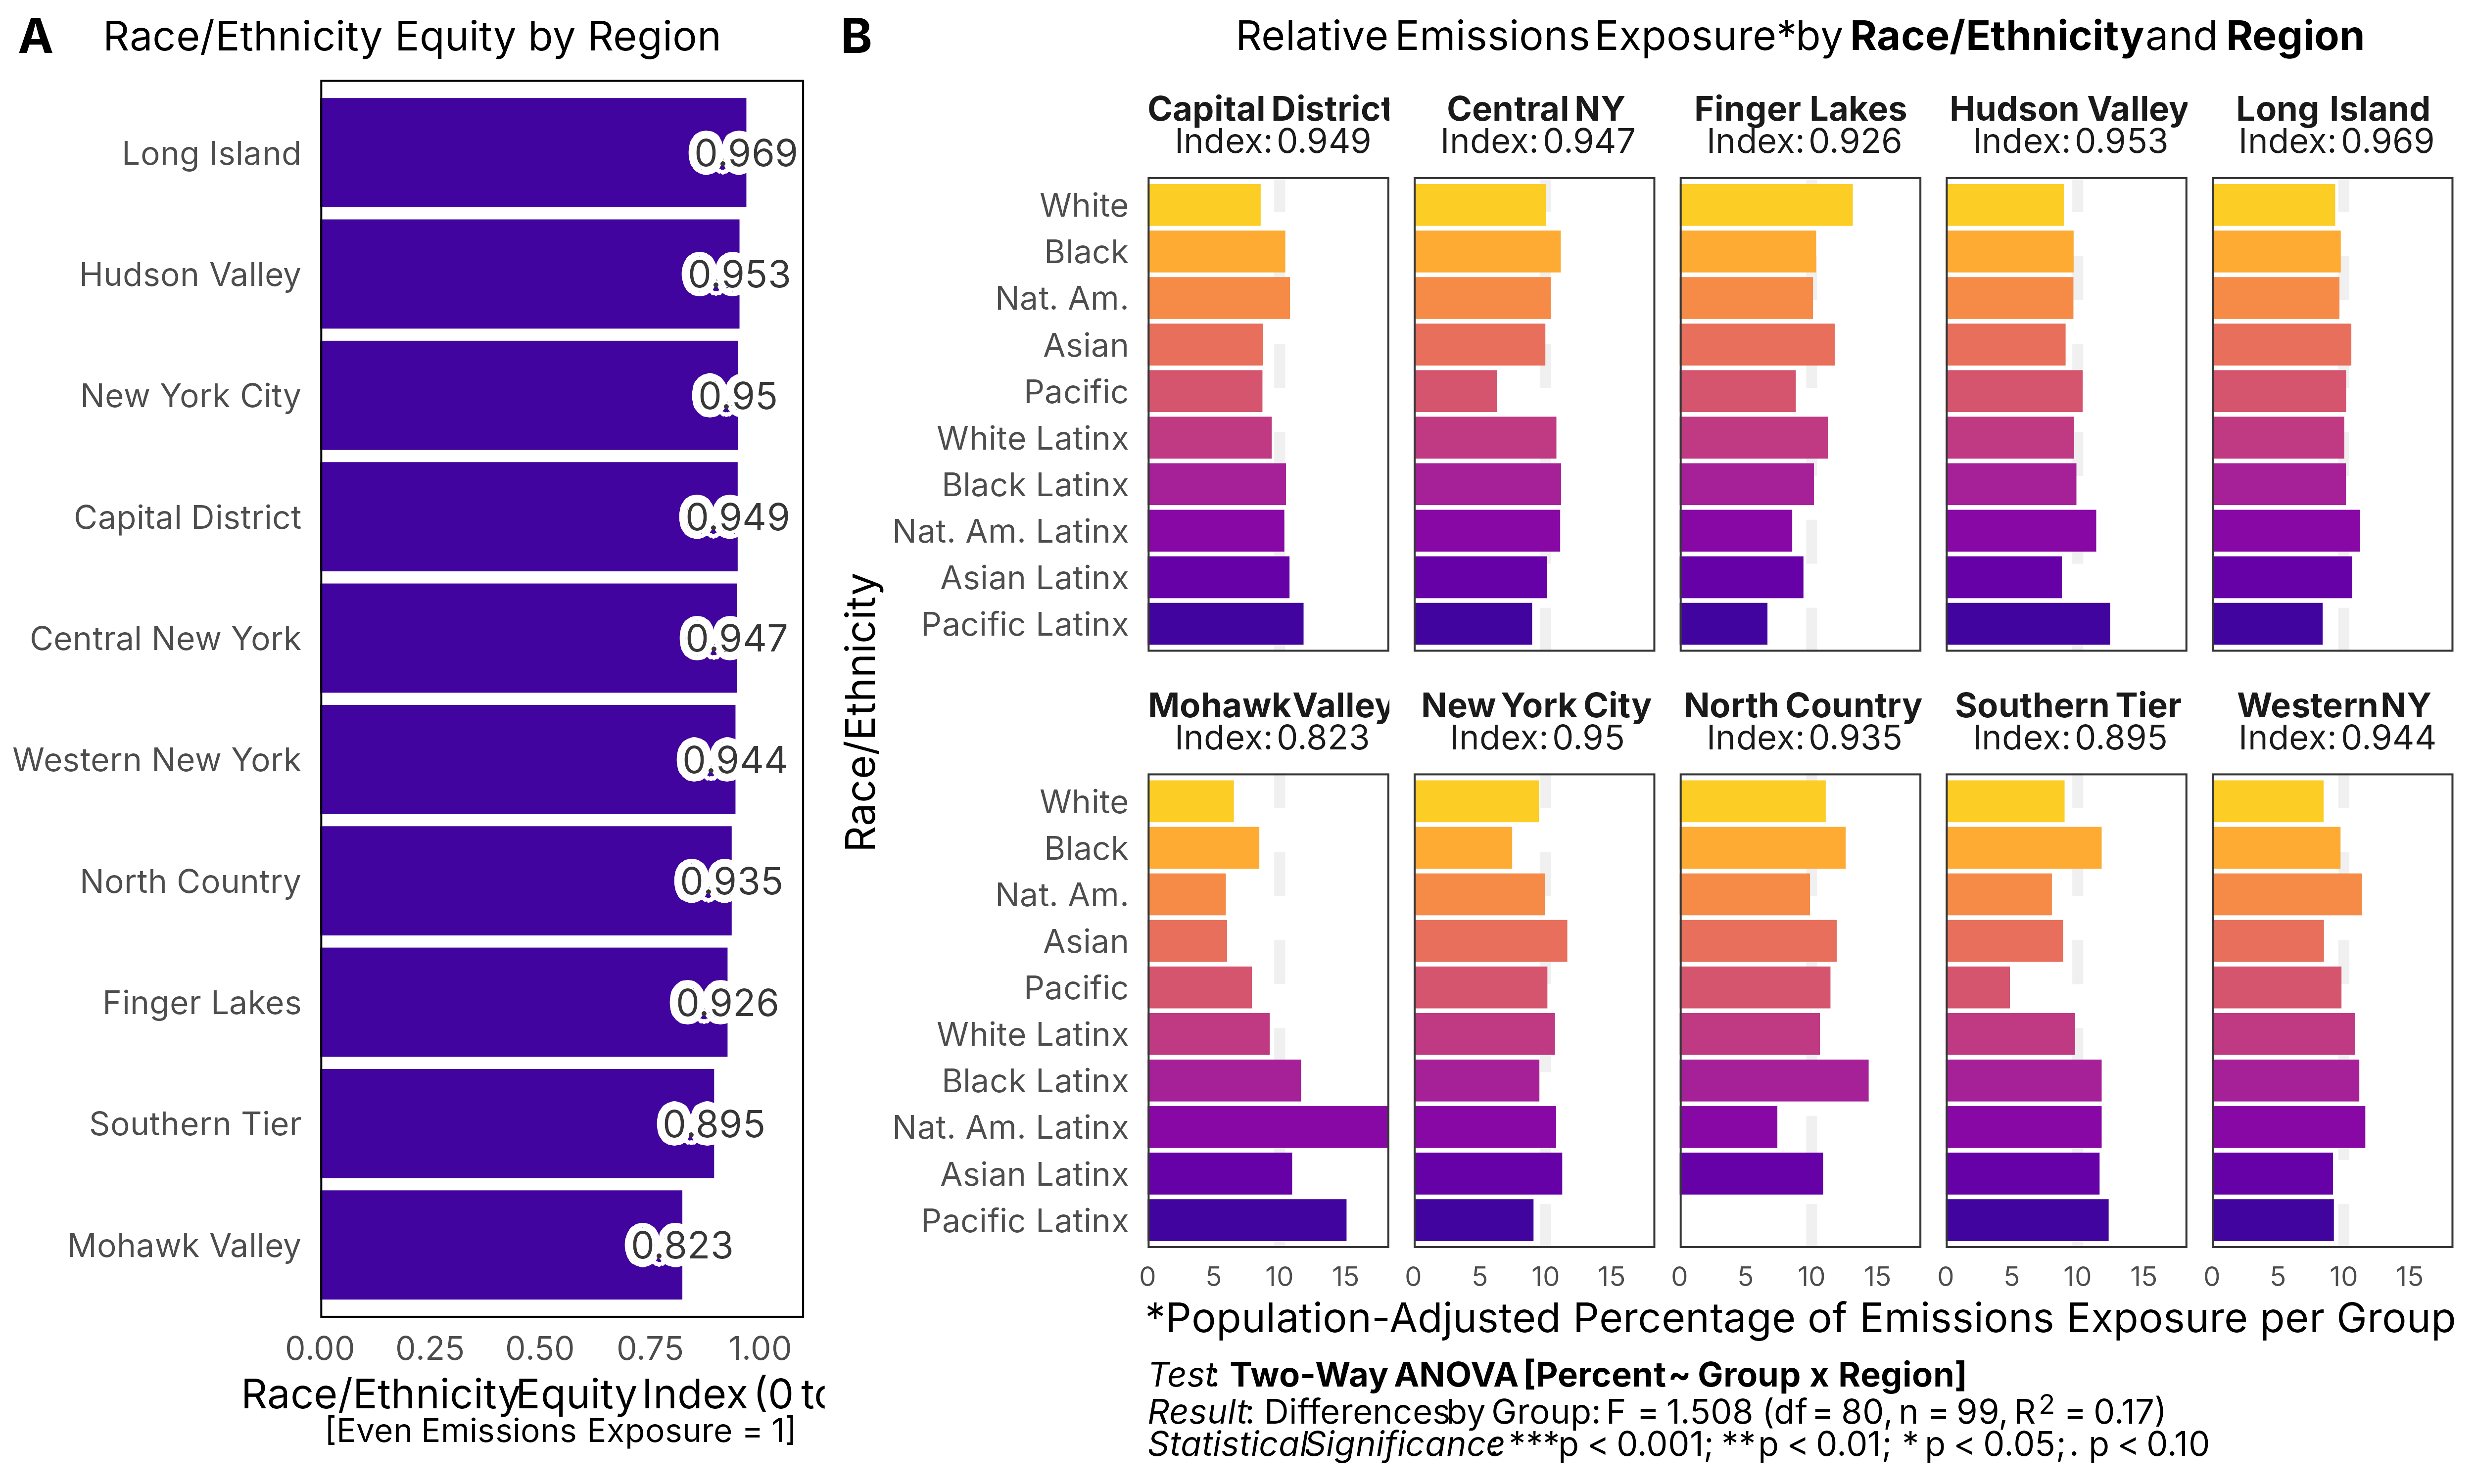 A Race/Ethnicity Equity by Region
Long Island 0.969
Hudson Valley 0.953
New York City 0.95
Capital District 0.949
Central New York 0.947
Western New York 0.944
North Country 0.935
Finger Lakes 0.926
Southern Tier 0.895
Mohawk Valley 0.823
0.00 0.25 0.50 0.75 1.00
Race/Ethnicity Equity Index (0 to
[Even Emissions Exposure = 1]
B Relative Emissions Exposure* by Race/Ethnicity and Region
Race/Ethnicity
Capital District Central NY Finger Lakes Hudson Valley Long Island
Index: 0.949 Index: 0.947 Index: 0.926 Index: 0.953 Index: 0.969
White
Black
Nat. Am.
Asian
Pacific
White Latinx
Black Latinx
Nat. Am. Latinx
Asian Latinx
Pacific Latinx
Mohawk Valley New York City North Country Southern Tier Western NY
Index: 0.823 Index: 0.95 Index: 0.935 Index: 0.895 Index: 0.944
White
Black
Nat. Am.
Asian
Pacific
White Latinx
Black Latinx
Nat. Am. Latinx
Asian Latinx
Pacific Latinx
0 5 10 15 0 5 10 15 0 5 10 15 0 5 10 15 0 5 10 15
*Population-Adjusted Percentage of Emissions Exposure per Group
Test: Two-Way ANOVA [Percent ~ Group x Region]
Result: Differences by Group: F = 1.508 (df = 80, n = 99, R² = 0.17)
Statistical Significance: *** p < 0.001; ** p < 0.01; * p < 0.05; . p < 0.10